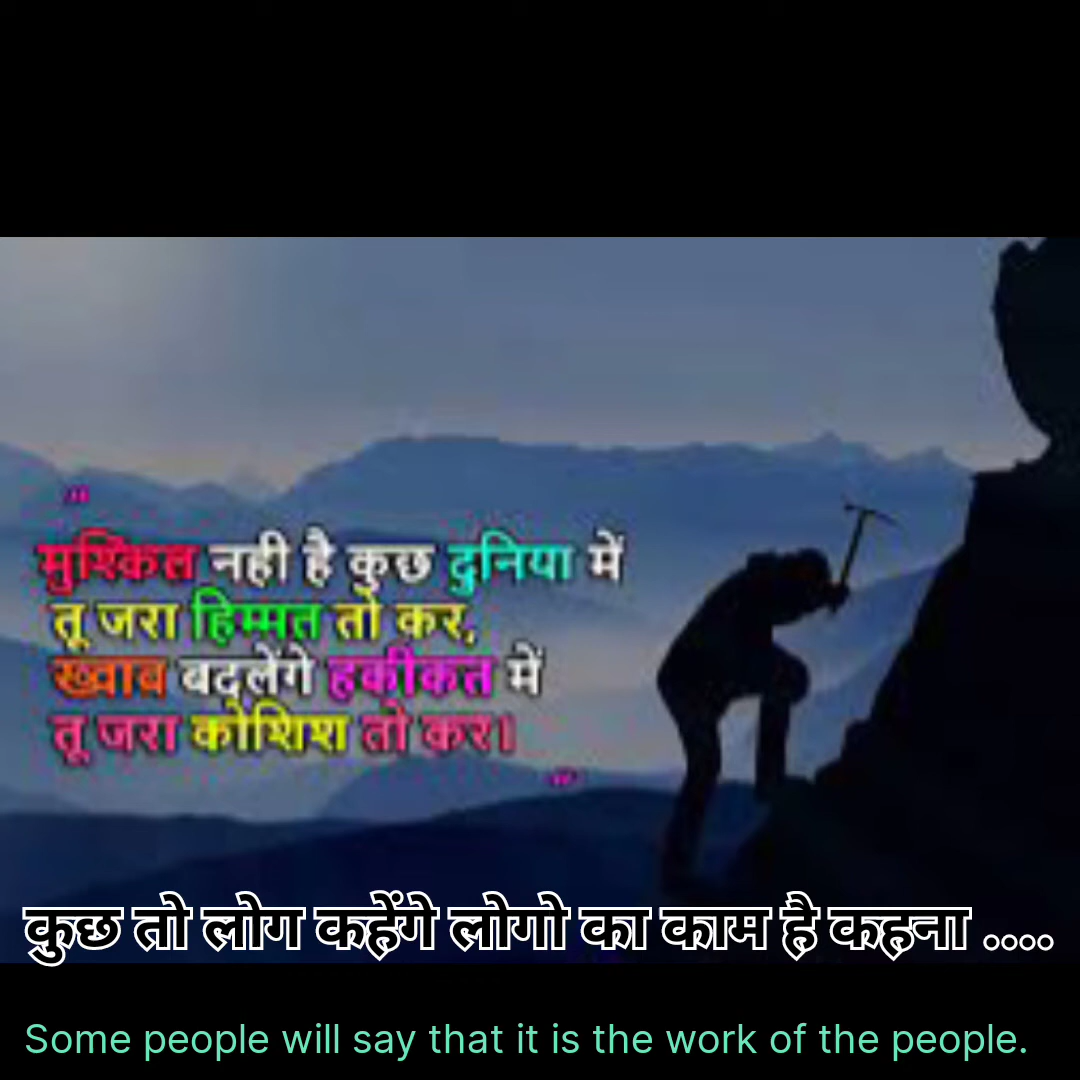 "
मुश्किल नही है कुछ दुनिया में
तू जरा हिम्मत तो कर,
ख्वाब बदलेंगे हकीकत में
तू जरा कोशिश तो कर।
"
कुछ तो लोग कहेंगे लोगो का काम है कहना ....
Some people will say that it is the work of the people.